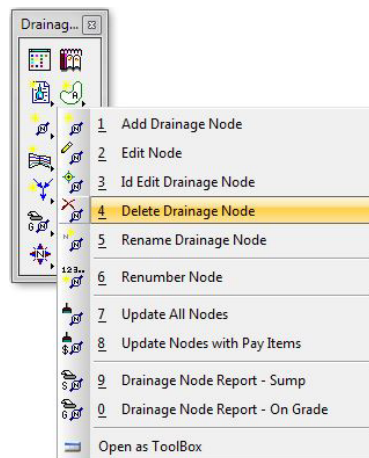 Drainag...
1 Add Drainage Node
2 Edit Node
3 Id Edit Drainage Node
4 Delete Drainage Node
5 Rename Drainage Node
6 Renumber Node
7 Update All Nodes
8 Update Nodes with Pay Items
9 Drainage Node Report - Sump
0 Drainage Node Report - On Grade
Open as ToolBox